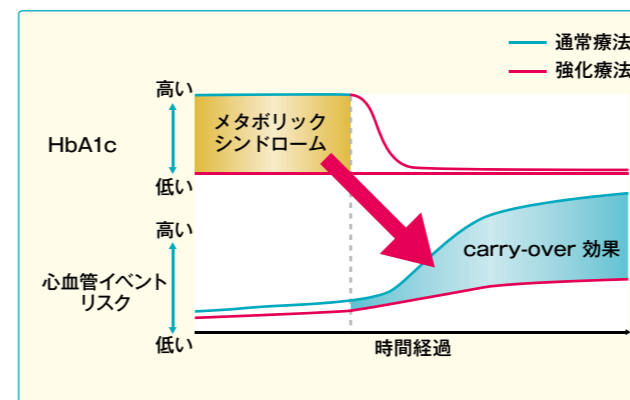 通常療法
強化療法
高い
HbA1c
メタボリック
シンドローム
低い
高い
心血管イベント
リスク
carry-over 効果
低い
時間経過